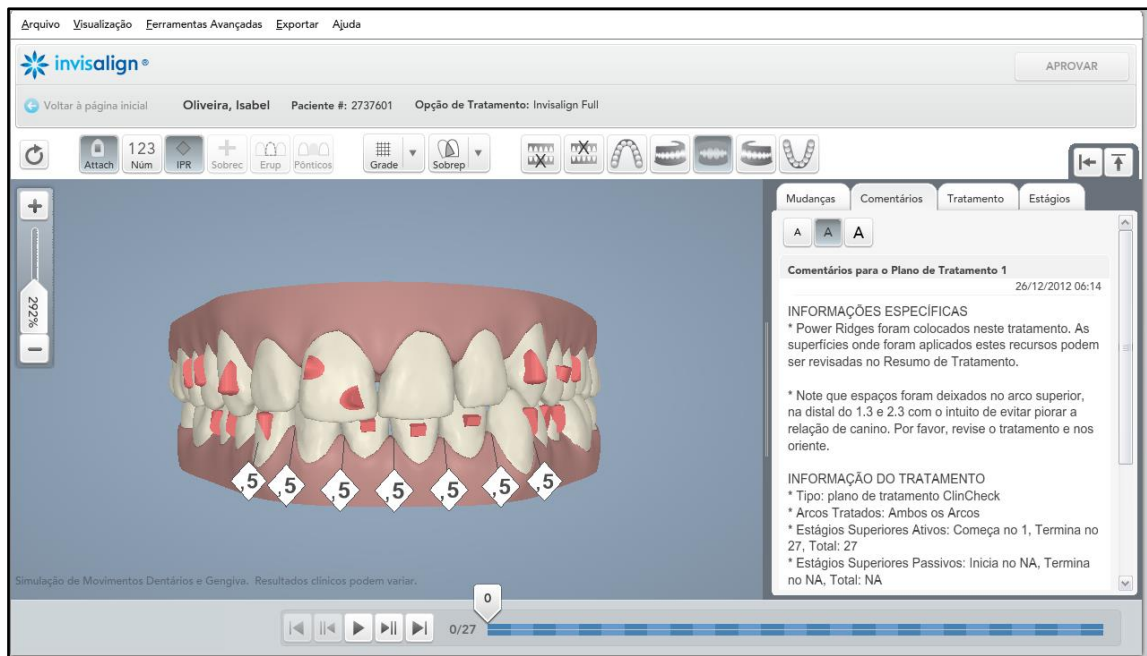 Arquivo Visualização Ferramentas Avançadas Exportar Ajuda
invisalign ®
APROVAR
Voltar à página inicial Oliveira, Isabel Paciente #: 2737601 Opção de Tratamento: Invisalign Full
123
Attach Núm IPR Sobrec Erup Pônticos Grade Sobrep
Mudanças Comentários Tratamento Estágios
A A A
Comentários para o Plano de Tratamento 1
26/12/2012 06:14
INFORMAÇÕES ESPECÍFICAS
* Power Ridges foram colocados neste tratamento. As
superfícies onde foram aplicados estes recursos podem
ser revisadas no Resumo de Tratamento.
* Note que espaços foram deixados no arco superior,
na distal do 1.3 e 2.3 com o intuito de evitar piorar a
relação de canino. Por favor, revise o tratamento e nos
oriente.
INFORMAÇÃO DO TRATAMENTO
* Tipo: plano de tratamento ClinCheck
* Arcos Tratados: Ambos os Arcos
* Estágios Superiores Ativos: Começa no 1, Termina no
27, Total: 27
* Estágios Superiores Passivos: Inicia no NA, Termina
no NA, Total: NA
292%
,5 ,5 ,5 ,5 ,5 ,5 ,5
Simulação de Movimentos Dentários e Gengiva. Resultados clínicos podem variar.
0
0/27